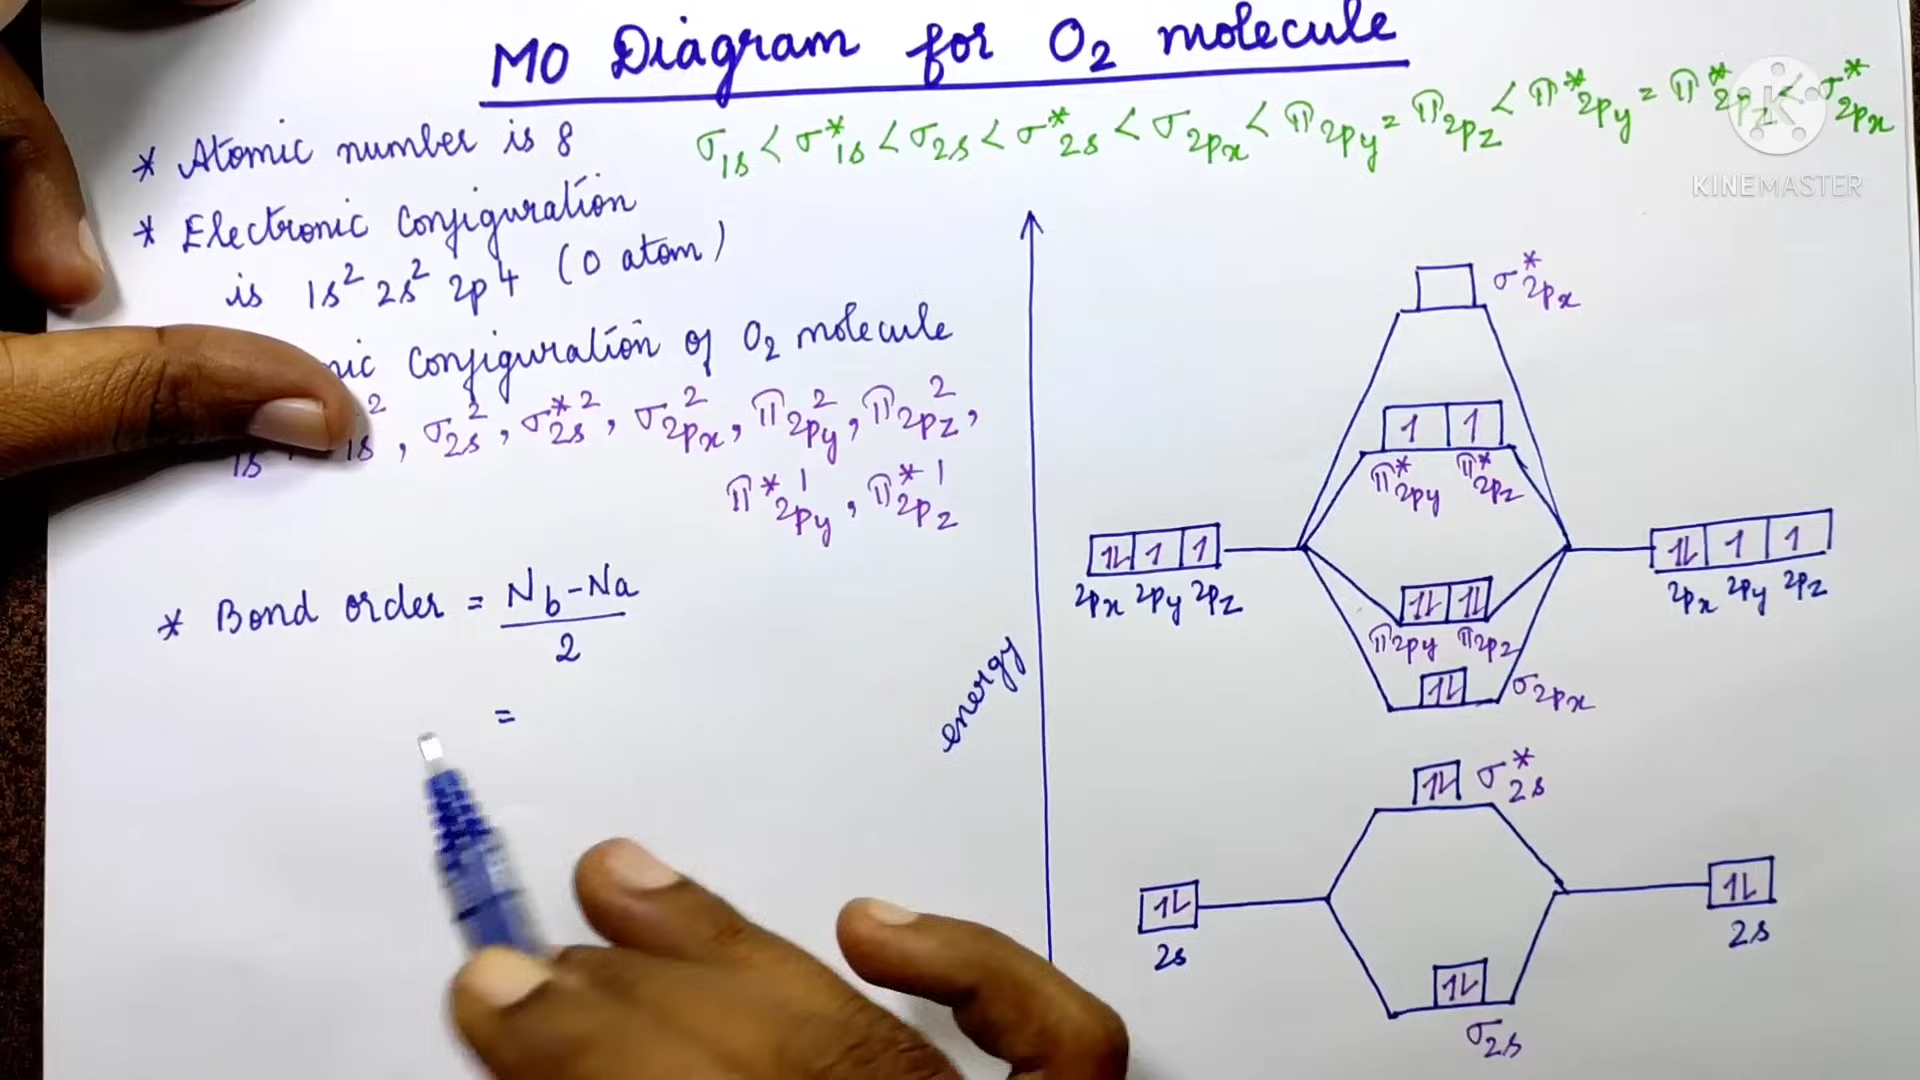 MO Diagram for O₂ molecule
* Atomic number is 8
σ1s < σ*1s < σ2s < σ*2s < σ2px < π2py = π2pz < π*2py = π*2pz < σ*2px
KINEMASTER
* Electronic Configuration
is 1s² 2s² 2p⁴ (O atom)
nic Configuration of O₂ molecule
1s 1s², σ2s², σ*2s², σ2px², π2py², π2pz²,
π*2py¹, π*2pz¹
* Bond order = Nb-Na
2
=
energy
σ*2px
1 1
π*2py π*2pz
1L 1 1
2px 2py 2pz
1L 1 1
2px 2py 2pz
1L 1L
π2py π2pz
1L σ2px
1L σ*2s
1L
2s
1L
2s
1L
σ2s